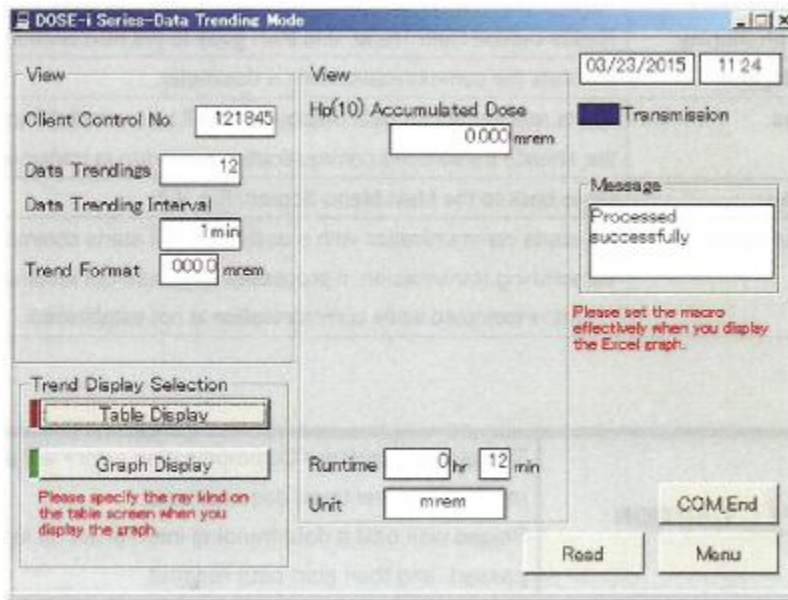 DOSE-i Series-Data Trending Mode
View
Client Control No. 121845
Data Trendings 12
Data Trending Interval
1min
Trend Format 000.0 mrem
Trend Display Selection
Table Display
Graph Display
Please specify the ray kind on
the table screen when you
display the graph.
View
Hp(10) Accumulated Dose
0.000 mrem
Runtime 0 hr 12 min
Unit mrem
03/23/2015 11:24
Transmission
Message
Processed
successfully
Please set the macro
effectively when you display
the Excel graph.
COM_End
Read Menu